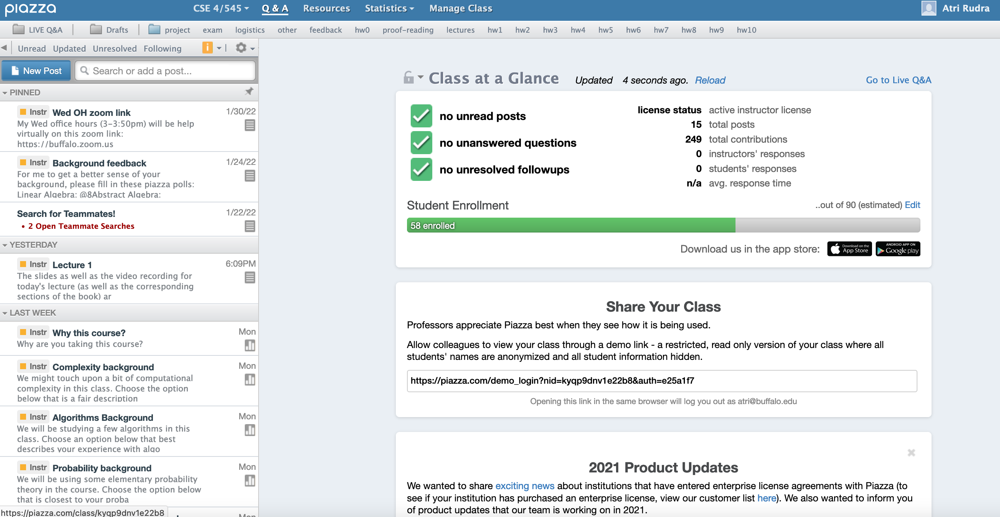 piazza
CSE 4/545 Q & A Resources Statistics Manage Class Atri Rudra
LIVE Q&A Drafts project exam logistics other feedback hw0 proof-reading lectures hw1 hw2 hw3 hw4 hw5 hw6 hw7 hw8 hw9 hw10
Unread Updated Unresolved Following i
New Post Search or add a post...
PINNED
Instr Wed OH zoom link 1/30/22
My Wed office hours (3-3:50pm) will be help
virtually on this zoom link:
https://buffalo.zoom.us
Instr Background feedback 1/24/22
For me to get a better sense of your
background, please fill in these piazza polls:
Linear Algebra: @8Abstract Algebra:
Search for Teammates! 1/22/22
• 2 Open Teammate Searches
YESTERDAY
Instr Lecture 1 6:09PM
The slides as well as the video recording for
today's lecture (as well as the corresponding
sections of the book) ar
LAST WEEK
Instr Why this course? Mon
Why are you taking this course?
Instr Complexity background Mon
We might touch upon a bit of computational
complexity in this class. Choose the option
below that is a fair description
Instr Algorithms Background Mon
We will be studying a few algorithms in this
class. Choose an option below that best
describes your experience with algo
Instr Probability background Mon
We will be using some elementary probability
theory in the course. Choose the option below
that is closest to your proba
https://piazza.com/class/kyqp9dnv1e22b8
Mon
Class at a Glance Updated 4 seconds ago. Reload Go to Live Q&A
no unread posts
no unanswered questions
no unresolved followups
license status active instructor license
15 total posts
249 total contributions
0 instructors' responses
0 students' responses
n/a avg. response time
Student Enrollment ..out of 90 (estimated) Edit
58 enrolled
Download us in the app store: Download on the App Store ANDROID APP ON Google play
Share Your Class
Professors appreciate Piazza best when they see how it is being used.
Allow colleagues to view your class through a demo link - a restricted, read only version of your class where all
students' names are anonymized and all student information hidden.
https://piazza.com/demo_login?nid=kyqp9dnv1e22b8&auth=e25a1f7
Opening this link in the same browser will log you out as atri@buffalo.edu
2021 Product Updates
We wanted to share exciting news about institutions that have entered enterprise license agreements with Piazza (to
see if your institution has purchased an enterprise license, view our customer list here). We also wanted to inform you
of product updates that our team is working on in 2021.